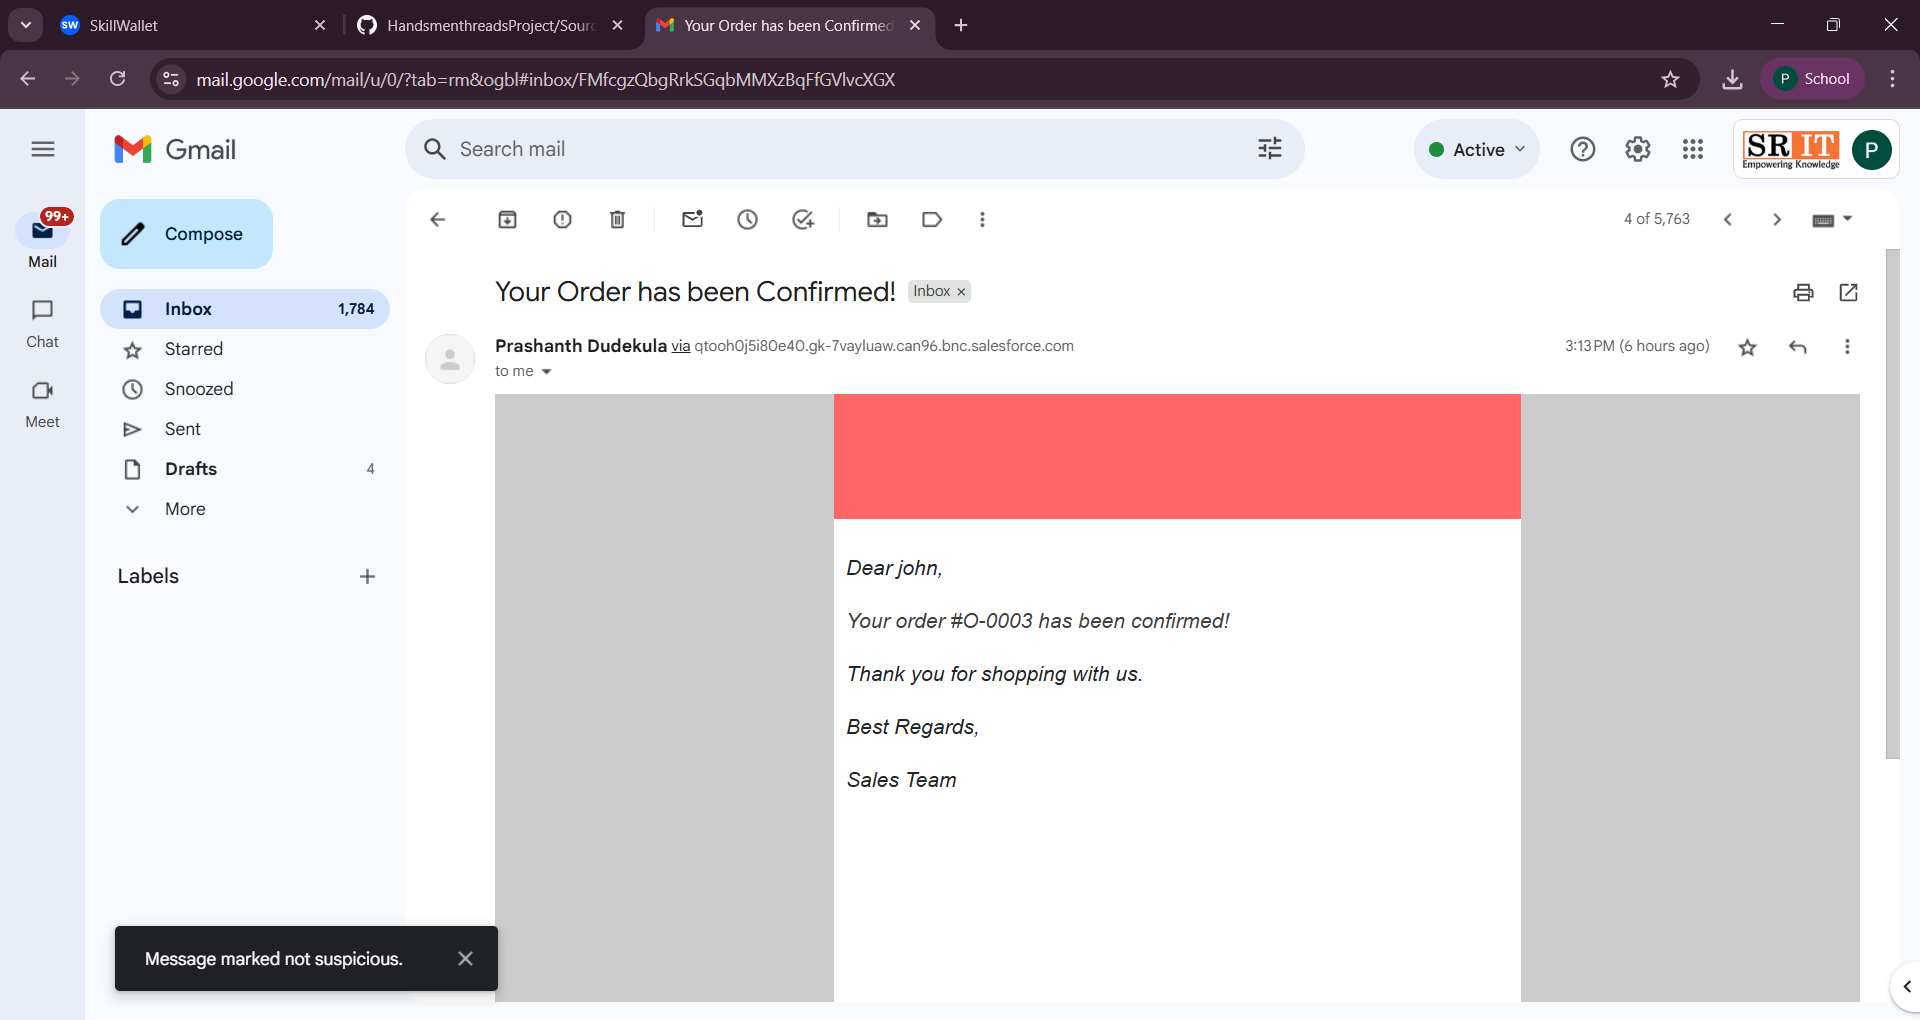 SW SkillWallet
HandsmenthreadsProject/Sour
Your Order has been Confirmed
mail.google.com/mail/u/0/?tab=rm&ogbl#inbox/FMfcgzQbgRrkSGqbMMXzBqFfGVlvcXGX
P School
Gmail
Search mail
Active
SR IT
Empowering Knowledge
P
99+
Mail
Chat
Meet
Compose
Inbox 1,784
Starred
Snoozed
Sent
Drafts 4
More
Labels
4 of 5,763
Your Order has been Confirmed! Inbox ×
Prashanth Dudekula via qtooh0j5i80e40.gk-7vayluaw.can96.bnc.salesforce.com
3:13 PM (6 hours ago)
to me
Dear john,
Your order #O-0003 has been confirmed!
Thank you for shopping with us.
Best Regards,
Sales Team
Message marked not suspicious.